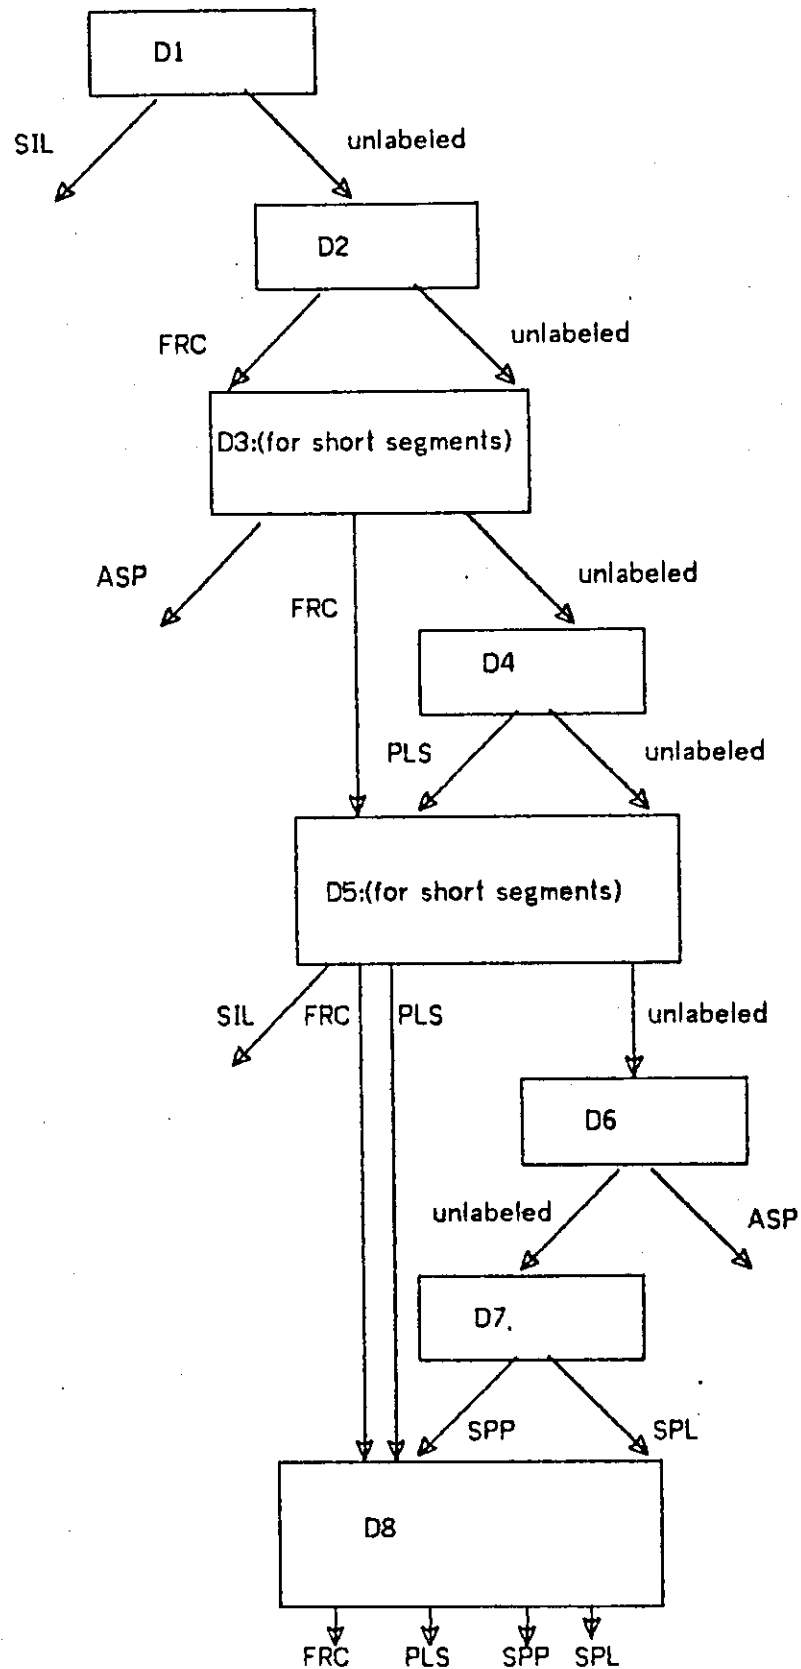 D1
SIL
unlabeled
D2
FRC
unlabeled
D3:(for short segments)
ASP
FRC
unlabeled
D4
PLS
unlabeled
D5:(for short segments)
SIL
FRC
PLS
unlabeled
D6
unlabeled
ASP
D7.
SPP
SPL
D8
FRC
PLS
SPP
SPL